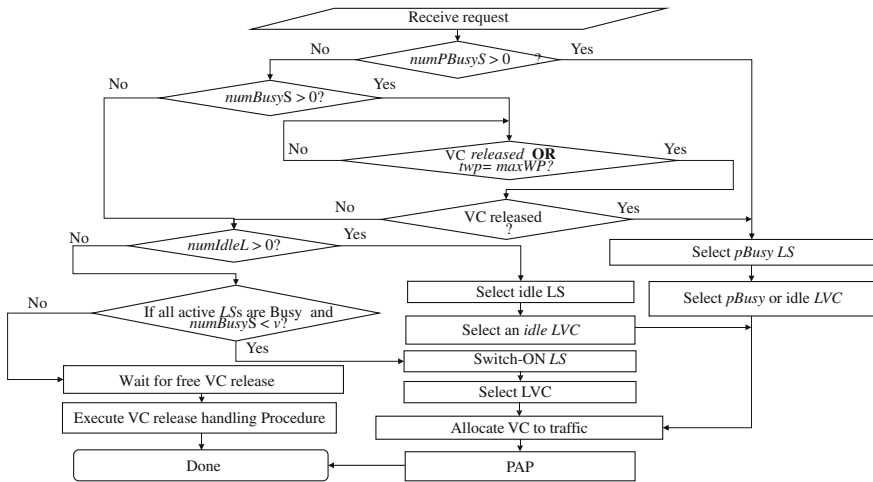 Receive request
No
numPBusyS > 0 ?
Yes
No
numBusyS > 0?
Yes
No
VC released OR
twp= maxWP?
Yes
No
VC released
?
Yes
No
numIdleL > 0?
Yes
Select pBusy LS
Select idle LS
Select pBusy or idle LVC
No
If all active LSs are Busy and
numBusyS < v?
Select an idle LVC
Yes
Switch-ON LS
Wait for free VC release
Select LVC
Execute VC release handling Procedure
Allocate VC to traffic
Done
PAP